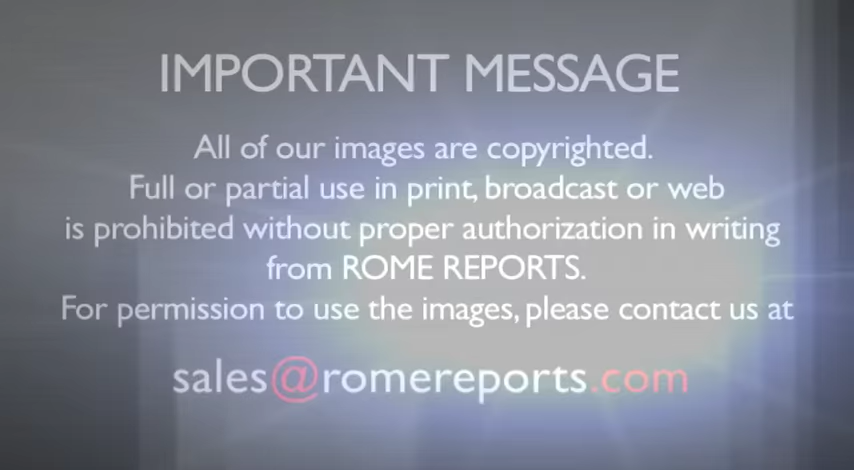 IMPORTANT MESSAGE
All of our images are copyrighted.
Full or partial use in print, broadcast or web
is prohibited without proper authorization in writing
from ROME REPORTS.
For permission to use the images, please contact us at
sales@romereports.com